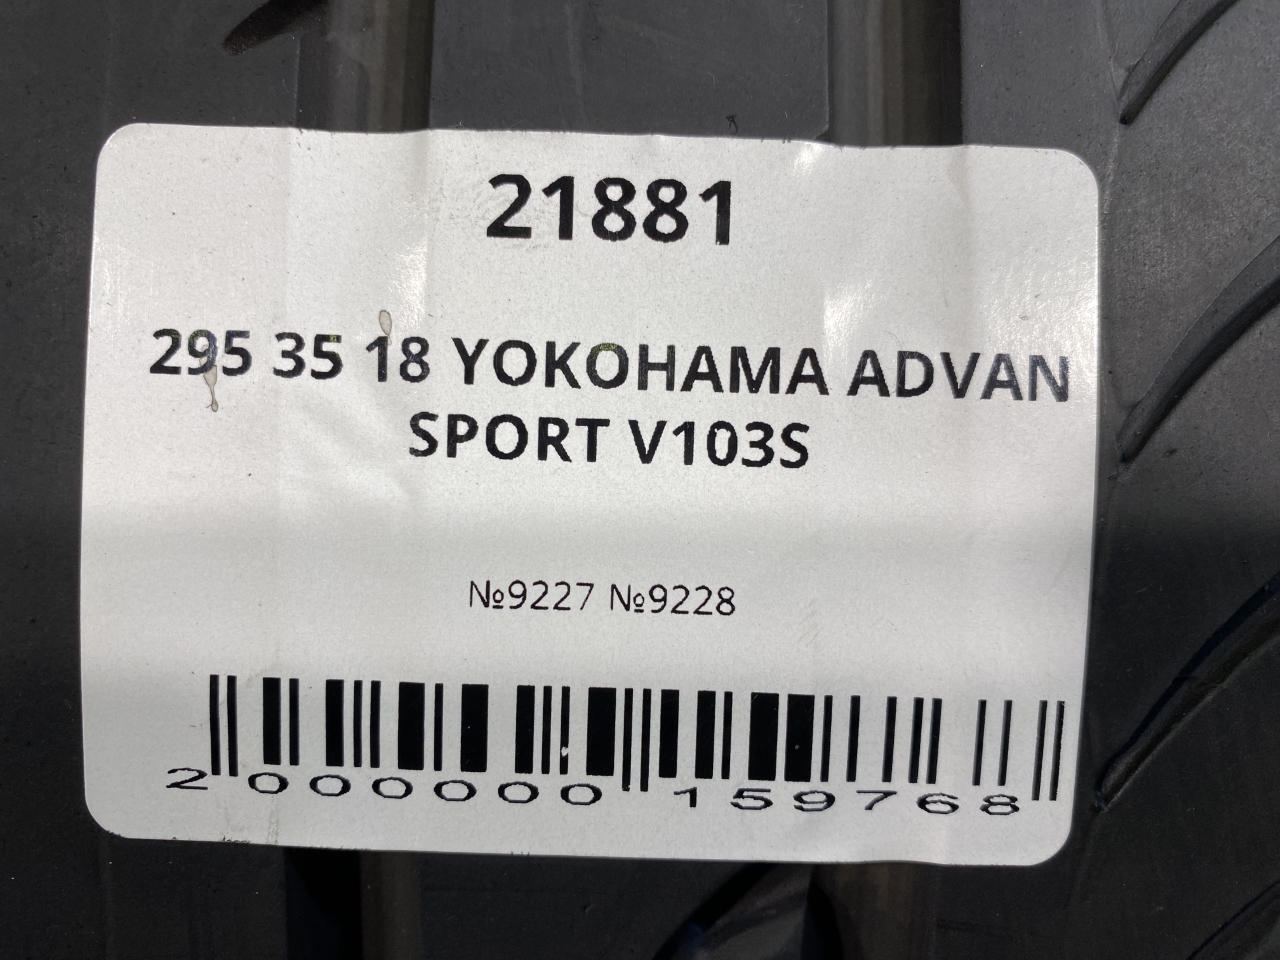 21881
295 35 18 YOKOHAMA ADVAN
SPORT V103S
№9227 №9228
2 000000 159768